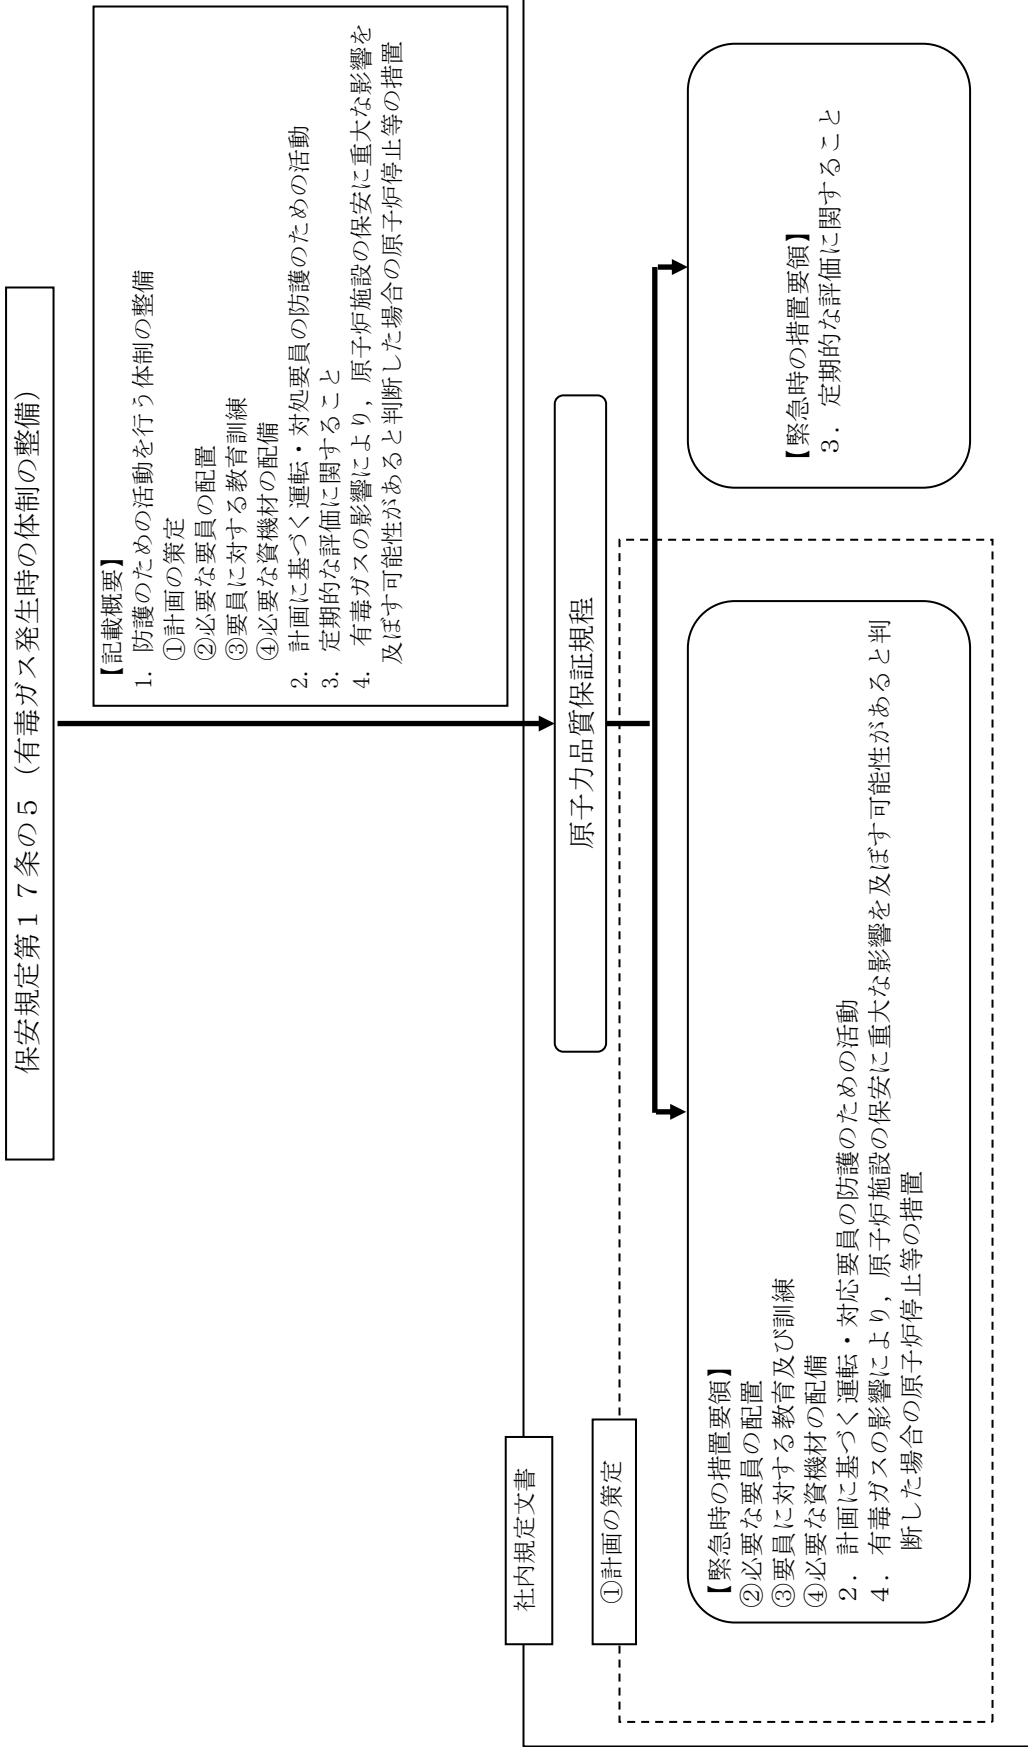 保安規定第１７条の５（有毒ガス発生時の体制の整備）
【記載概要】
1. 防護のための活動を行う体制の整備
①計画の策定
②必要な要員の配置
③要員に対する教育訓練
④必要な資機材の配備
2. 計画に基づく運転・対処要員の防護のための活動
3. 定期的な評価に関すること
4. 有毒ガスの影響により，原子炉施設の保安に重大な影響を
及ぼす可能性があると判断した場合の原子炉停止等の措置
社内規定文書
原子力品質保証規程
①計画の策定
【緊急時の措置要領】
②必要な要員の配置
③要員に対する教育及び訓練
④必要な資機材の配備
２．計画に基づく運転・対応要員の防護のための活動
４．有毒ガスの影響により，原子炉施設の保安に重大な影響を及ぼす可能性があると判
断した場合の原子炉停止等の措置
【緊急時の措置要領】
３．定期的な評価に関すること